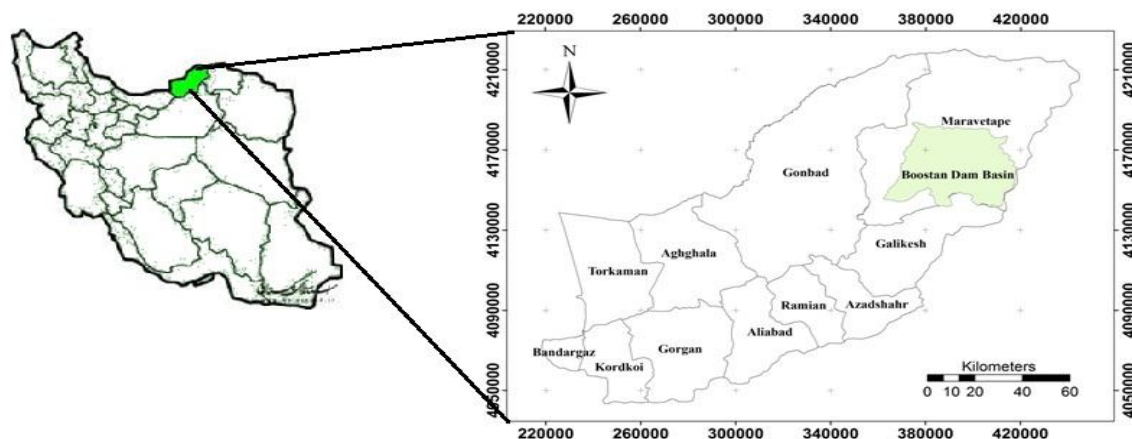 220000 260000 300000 340000 380000 420000
N
4210000 4210000
Maravetape
4170000 4170000
Boostan Dam Basin
Gonbad
4130000 4130000
Galikesh
Aghghala
Torkaman
Ramian
Azadshahr
4090000 4090000
Aliabad
Bandargaz
Gorgan
Kordkoi
Kilometers
0 7 10 20 40 60
4050000 4050000
220000 260000 300000 340000 380000 420000